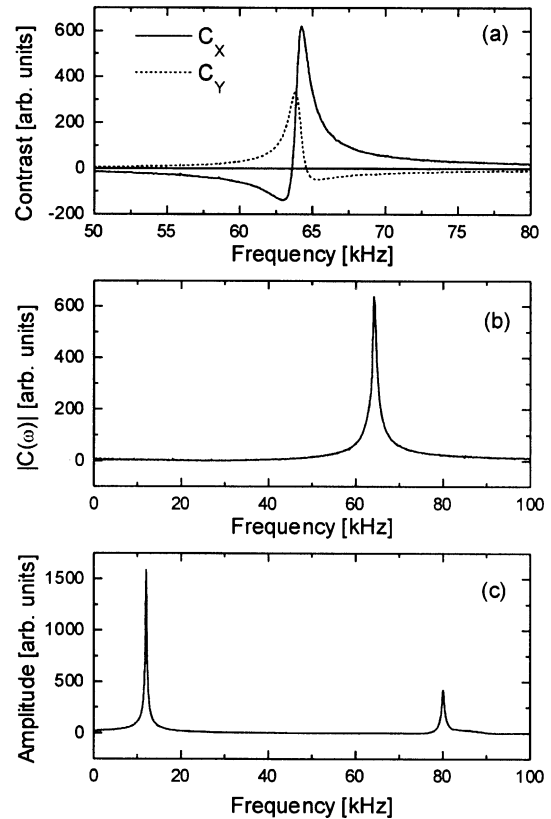 600
400
200
0
-200
Contrast [arb. units]
C_X
C_Y
(a)
50 55 60 65 70 75 80
Frequency [kHz]
600
400
200
0
|C(ω)| [arb. units]
(b)
0 20 40 60 80 100
Frequency [kHz]
1500
1000
500
0
Amplitude [arb. units]
(c)
0 20 40 60 80 100
Frequency [kHz]